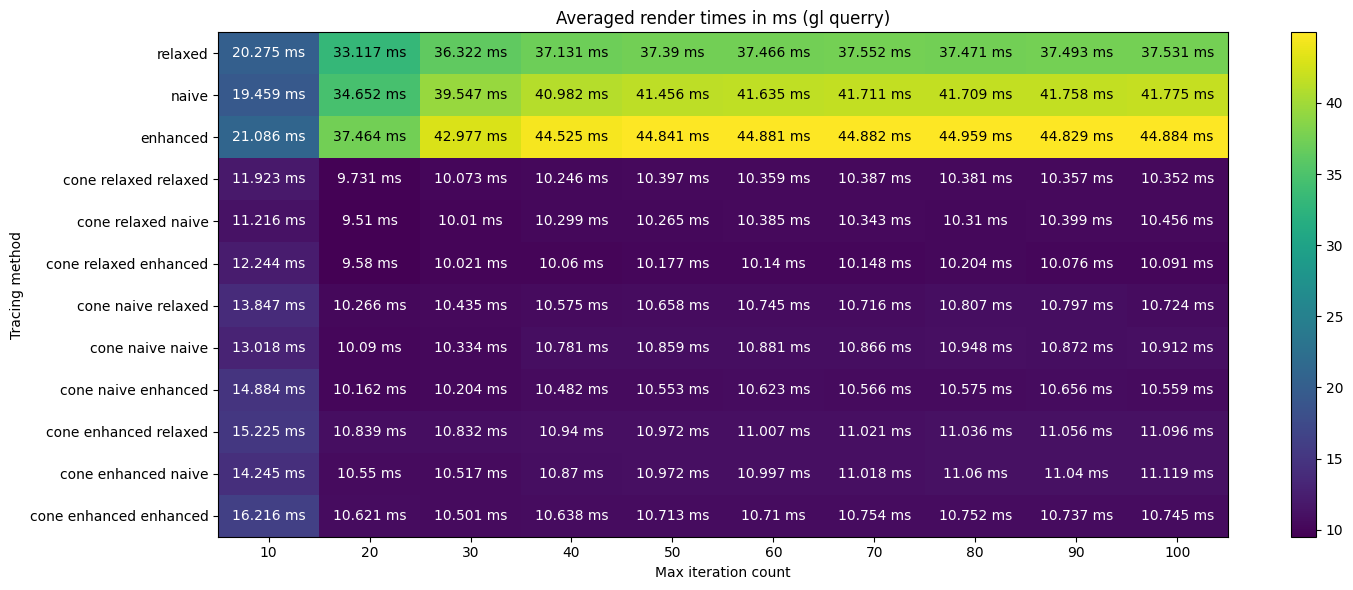 Averaged render times in ms (gl querry)
Tracing method
relaxed 20.275 ms 33.117 ms 36.322 ms 37.131 ms 37.39 ms 37.466 ms 37.552 ms 37.471 ms 37.493 ms 37.531 ms
naive 19.459 ms 34.652 ms 39.547 ms 40.982 ms 41.456 ms 41.635 ms 41.711 ms 41.709 ms 41.758 ms 41.775 ms
enhanced 21.086 ms 37.464 ms 42.977 ms 44.525 ms 44.841 ms 44.881 ms 44.882 ms 44.959 ms 44.829 ms 44.884 ms
cone relaxed relaxed 11.923 ms 9.731 ms 10.073 ms 10.246 ms 10.397 ms 10.359 ms 10.387 ms 10.381 ms 10.357 ms 10.352 ms
cone relaxed naive 11.216 ms 9.51 ms 10.01 ms 10.299 ms 10.265 ms 10.385 ms 10.343 ms 10.31 ms 10.399 ms 10.456 ms
cone relaxed enhanced 12.244 ms 9.58 ms 10.021 ms 10.06 ms 10.177 ms 10.14 ms 10.148 ms 10.204 ms 10.076 ms 10.091 ms
cone naive relaxed 13.847 ms 10.266 ms 10.435 ms 10.575 ms 10.658 ms 10.745 ms 10.716 ms 10.807 ms 10.797 ms 10.724 ms
cone naive naive 13.018 ms 10.09 ms 10.334 ms 10.781 ms 10.859 ms 10.881 ms 10.866 ms 10.948 ms 10.872 ms 10.912 ms
cone naive enhanced 14.884 ms 10.162 ms 10.204 ms 10.482 ms 10.553 ms 10.623 ms 10.566 ms 10.575 ms 10.656 ms 10.559 ms
cone enhanced relaxed 15.225 ms 10.839 ms 10.832 ms 10.94 ms 10.972 ms 11.007 ms 11.021 ms 11.036 ms 11.056 ms 11.096 ms
cone enhanced naive 14.245 ms 10.55 ms 10.517 ms 10.87 ms 10.972 ms 10.997 ms 11.018 ms 11.06 ms 11.04 ms 11.119 ms
cone enhanced enhanced 16.216 ms 10.621 ms 10.501 ms 10.638 ms 10.713 ms 10.71 ms 10.754 ms 10.752 ms 10.737 ms 10.745 ms
10 20 30 40 50 60 70 80 90 100
Max iteration count
40
35
30
25
20
15
10